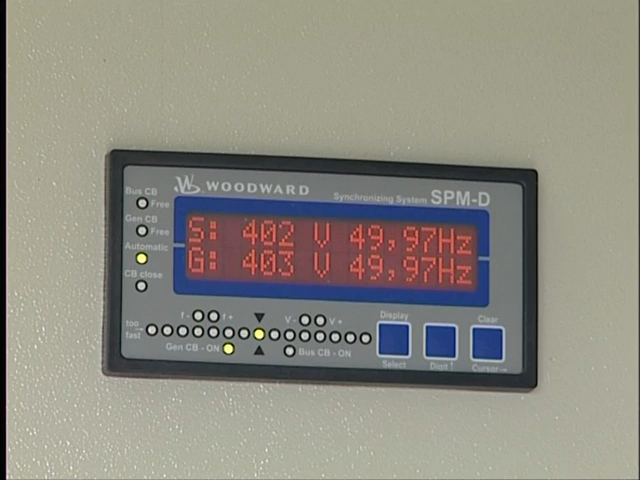 WOODWARD
Synchronizing System SPM-D
Bus CB
Free
Gen CB
Free
Automatic
CB close
S: 402 V 49,97Hz
G: 403 V 49,97Hz
f - f +
V - V +
too
fast
Gen CB - ON
Bus CB - ON
Display
Clear
Select
Digit↑
Cursor→